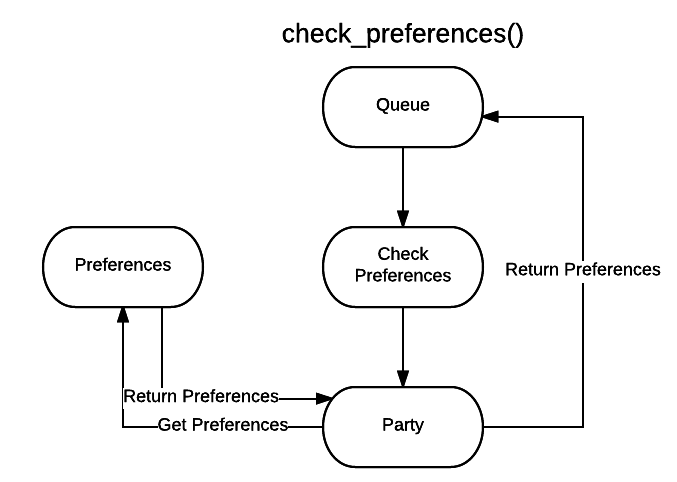 check_preferences()
Queue
Check
Preferences
Preferences
Return Preferences
Return Preferences
Get Preferences
Party